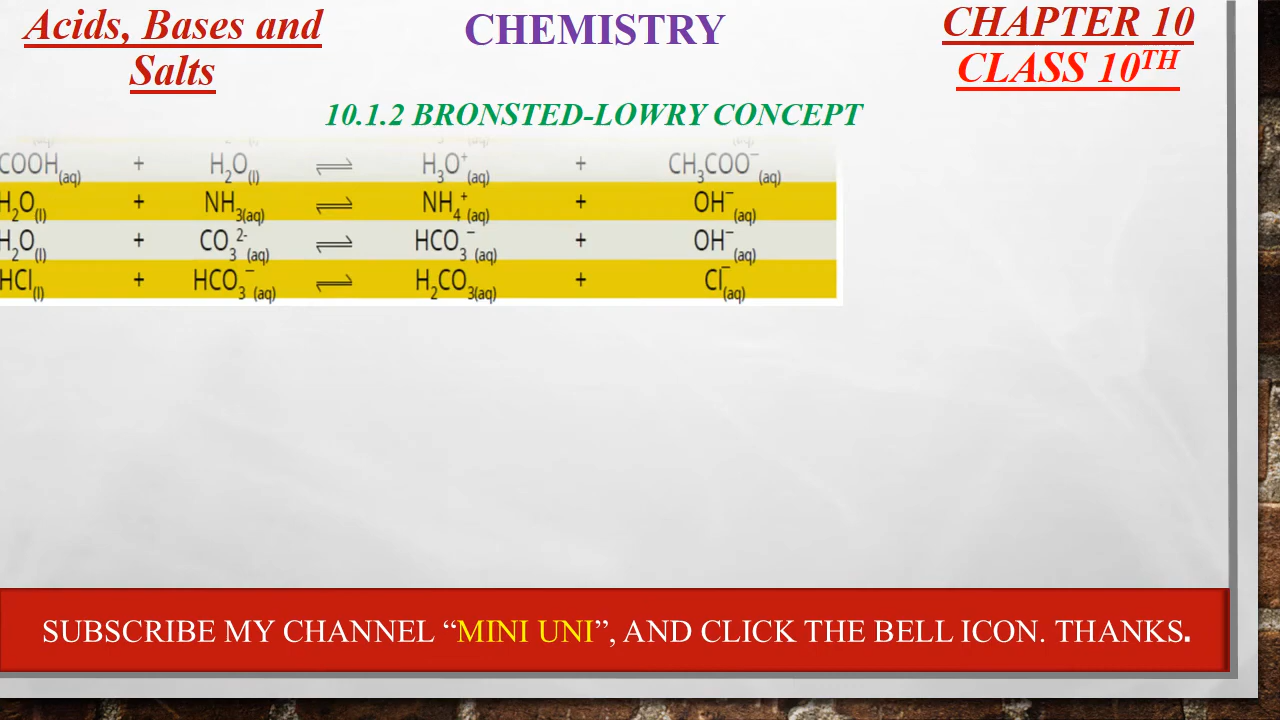 Acids, Bases and
Salts
CHEMISTRY
CHAPTER 10
CLASS 10TH
10.1.2 BRONSTED-LOWRY CONCEPT
COOH(aq) + H2O(l) ⇌ H3O+(aq) + CH3COO−(aq)
H2O(l) + NH3(aq) ⇌ NH4+(aq) + OH−(aq)
H2O(l) + CO32-(aq) ⇌ HCO3−(aq) + OH−(aq)
HCl(l) + HCO3−(aq) ⇌ H2CO3(aq) + Cl−(aq)
SUBSCRIBE MY CHANNEL “MINI UNI”, AND CLICK THE BELL ICON. THANKS.